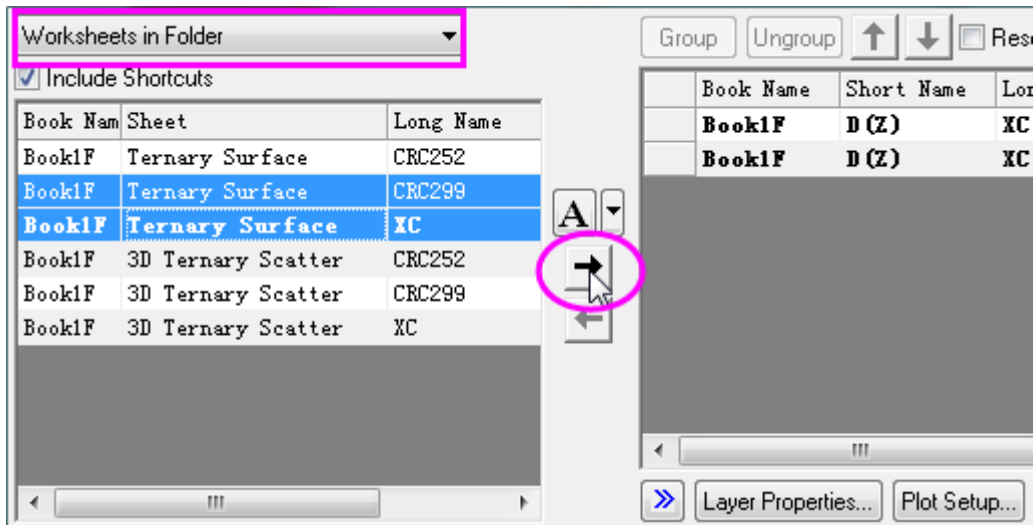 Worksheets in Folder
Include Shortcuts
Book Nam Sheet Long Name
Book1F Ternary Surface CRC252
Book1F Ternary Surface CRC299
Book1F Ternary Surface XC
Book1F 3D Ternary Scatter CRC252
Book1F 3D Ternary Scatter CRC299
Book1F 3D Ternary Scatter XC
A
Group Ungroup Rese
Book Name Short Name Lon
Book1F D(Z) XC
Book1F D(Z) XC
Layer Properties... Plot Setup...